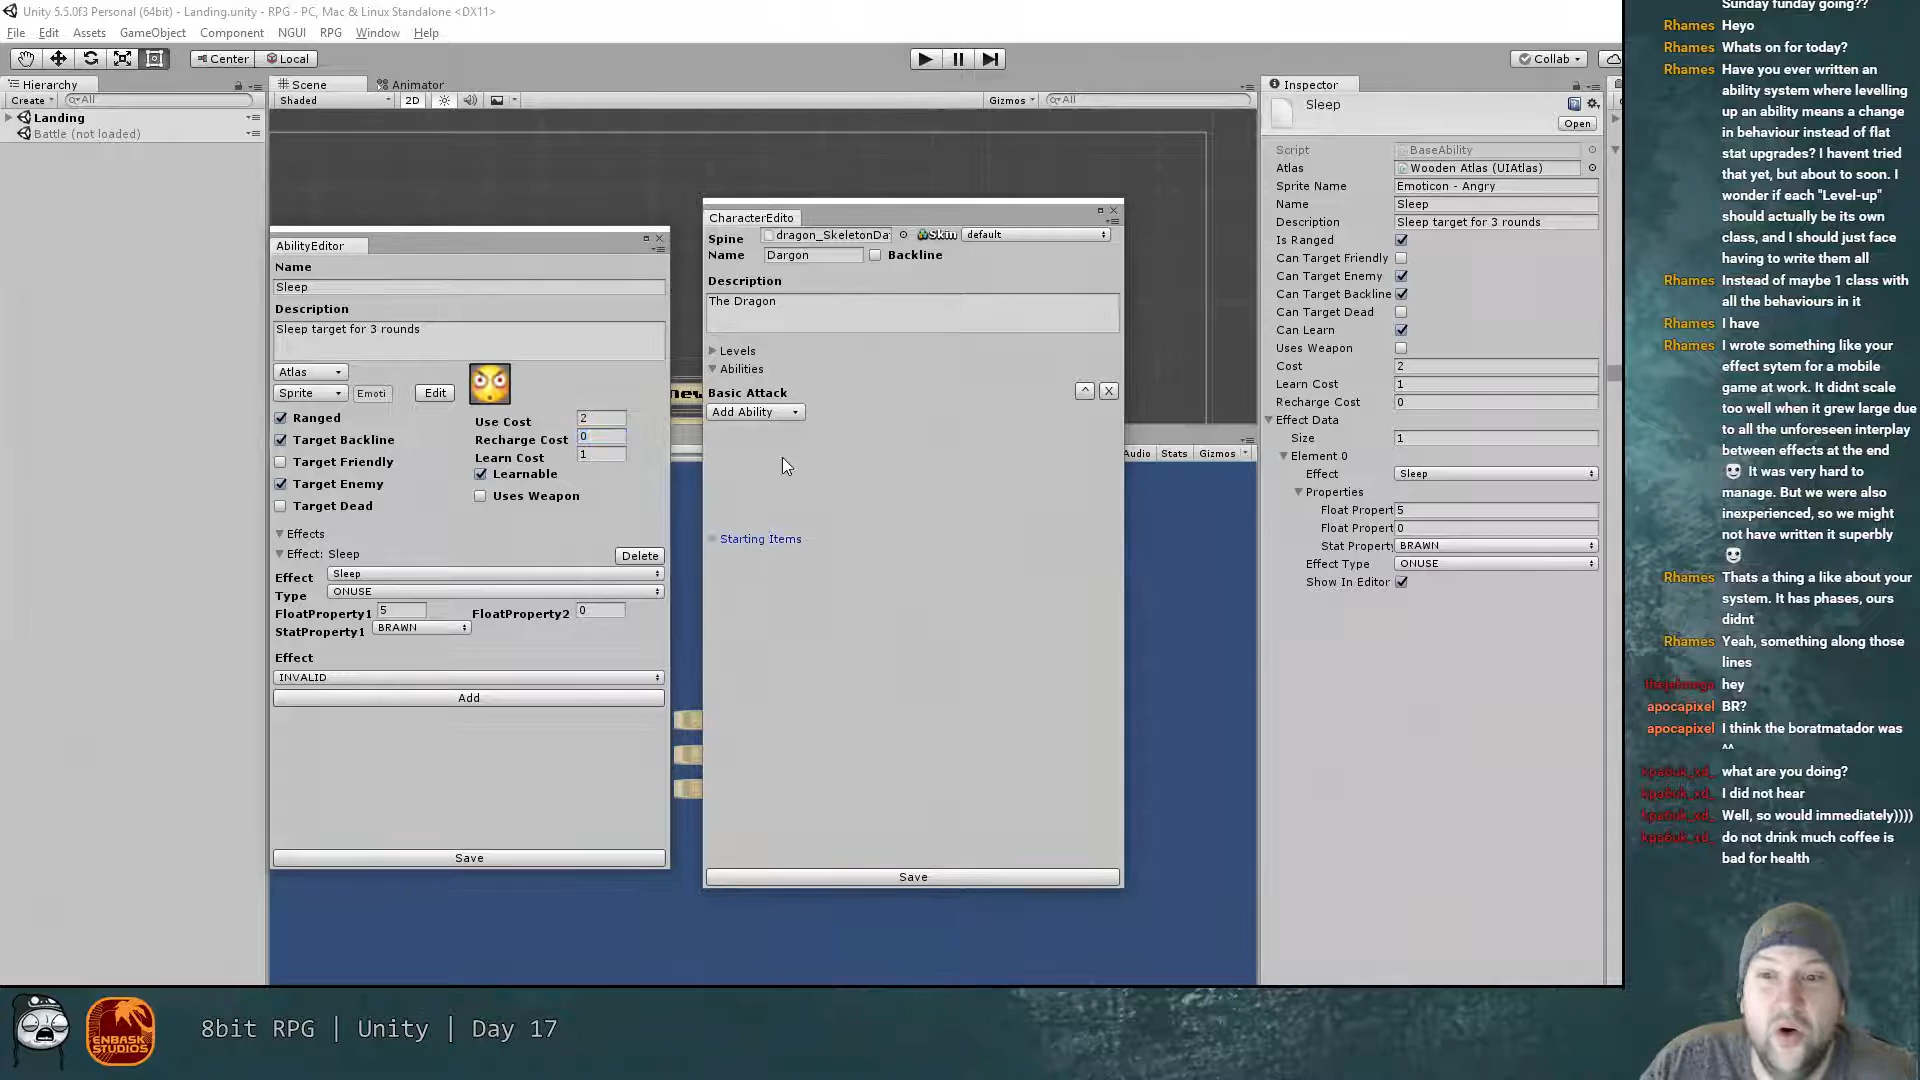 Unity 5.5.0f3 Personal (64bit) - Landing.unity - RPG - PC, Mac & Linux Standalone <DX11>
File Edit Assets GameObject Component NGUI RPG Window Help
Center Local
Collab
Hierarchy
Create All
Landing
Battle (not loaded)
Scene Animator
Shaded 2D Gizmos All
AbilityEditor
Name
Sleep
Description
Sleep target for 3 rounds
Atlas
Sprite Emoti Edit
Ranged
Target Backline
Target Friendly
Target Enemy
Target Dead
Use Cost 2
Recharge Cost 0
Learn Cost 1
Learnable
Uses Weapon
Effects
Effect: Sleep Delete
Effect Sleep
Type ONUSE
FloatProperty1 5 FloatProperty2 0
StatProperty1 BRAWN
Effect
INVALID
Add
Save
CharacterEdito
Spine dragon_SkeletonDa Skin default
Name Dargon Backline
Description
The Dragon
Levels
Abilities
Basic Attack ^ X
Add Ability
Starting Items
Save
Audio Stats Gizmos
Inspector
Sleep
Open
Script BaseAbility
Atlas Wooden Atlas (UIAtlas)
Sprite Name Emoticon - Angry
Name Sleep
Description Sleep target for 3 rounds
Is Ranged
Can Target Friendly
Can Target Enemy
Can Target Backline
Can Target Dead
Can Learn
Uses Weapon
Cost 2
Learn Cost 1
Recharge Cost 0
Effect Data
Size 1
Element 0
Effect Sleep
Properties
Float Propert 5
Float Propert 0
Stat Property BRAWN
Effect Type ONUSE
Show In Editor
Sunday funday going??
Rhames Heyo
Rhames Whats on for today?
Rhames Have you ever written an
ability system where levelling
up an ability means a change
in behaviour instead of flat
stat upgrades? I havent tried
that yet, but about to soon. I
wonder if each "Level-up"
should actually be its own
class, and I should just face
having to write them all
Rhames Instead of maybe 1 class with
all the behaviours in it
Rhames I have
Rhames I wrote something like your
effect sytem for a mobile
game at work. It didnt scale
too well when it grew large due
to all the unforeseen interplay
between effects at the end
It was very hard to
manage. But we were also
inexperienced, so we might
not have written it superbly
Rhames Thats a thing a like about your
system. It has phases, ours
didnt
Rhames Yeah, something along those
lines
hey
apocapixel BR?
apocapixel I think the boratmatador was
^^
what are you doing?
I did not hear
Well, so would immediately))))
do not drink much coffee is
bad for health
ENBASK
STUDIOS
8bit RPG | Unity | Day 17